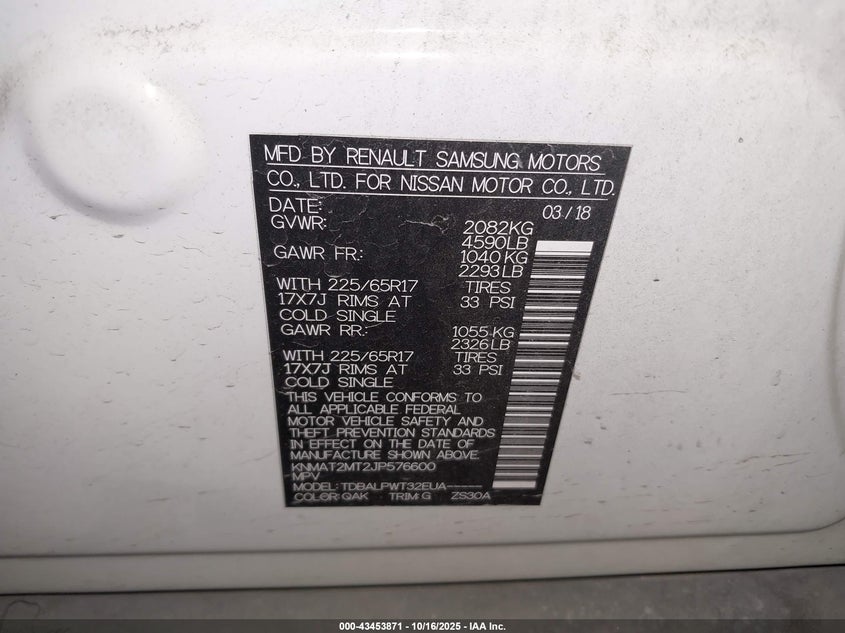 MFD BY RENAULT SAMSUNG MOTORS
CO., LTD. FOR NISSAN MOTOR CO., LTD.
DATE: 03 / 18
GVWR: 2082KG
4590LB
GAWR FR: 1040 KG
2293LB
WITH 225/65R17 TIRES
17X7J RIMS AT 33 PSI
COLD SINGLE
GAWR RR: 1055 KG
2326LB
WITH 225/65R17 TIRES
17X7J RIMS AT 33 PSI
COLD SINGLE
THIS VEHICLE CONFORMS TO
ALL APPLICABLE FEDERAL
MOTOR VEHICLE SAFETY AND
THEFT PREVENTION STANDARDS
IN EFFECT ON THE DATE OF
MANUFACTURE SHOWN ABOVE.
KNMAT2MT2JP576600
MPV
MODEL: TDBALPWT32EUA-----
COLOR: QAK TRIM: G ZS30A
000-43453871 - 10/16/2025 - IAA Inc.